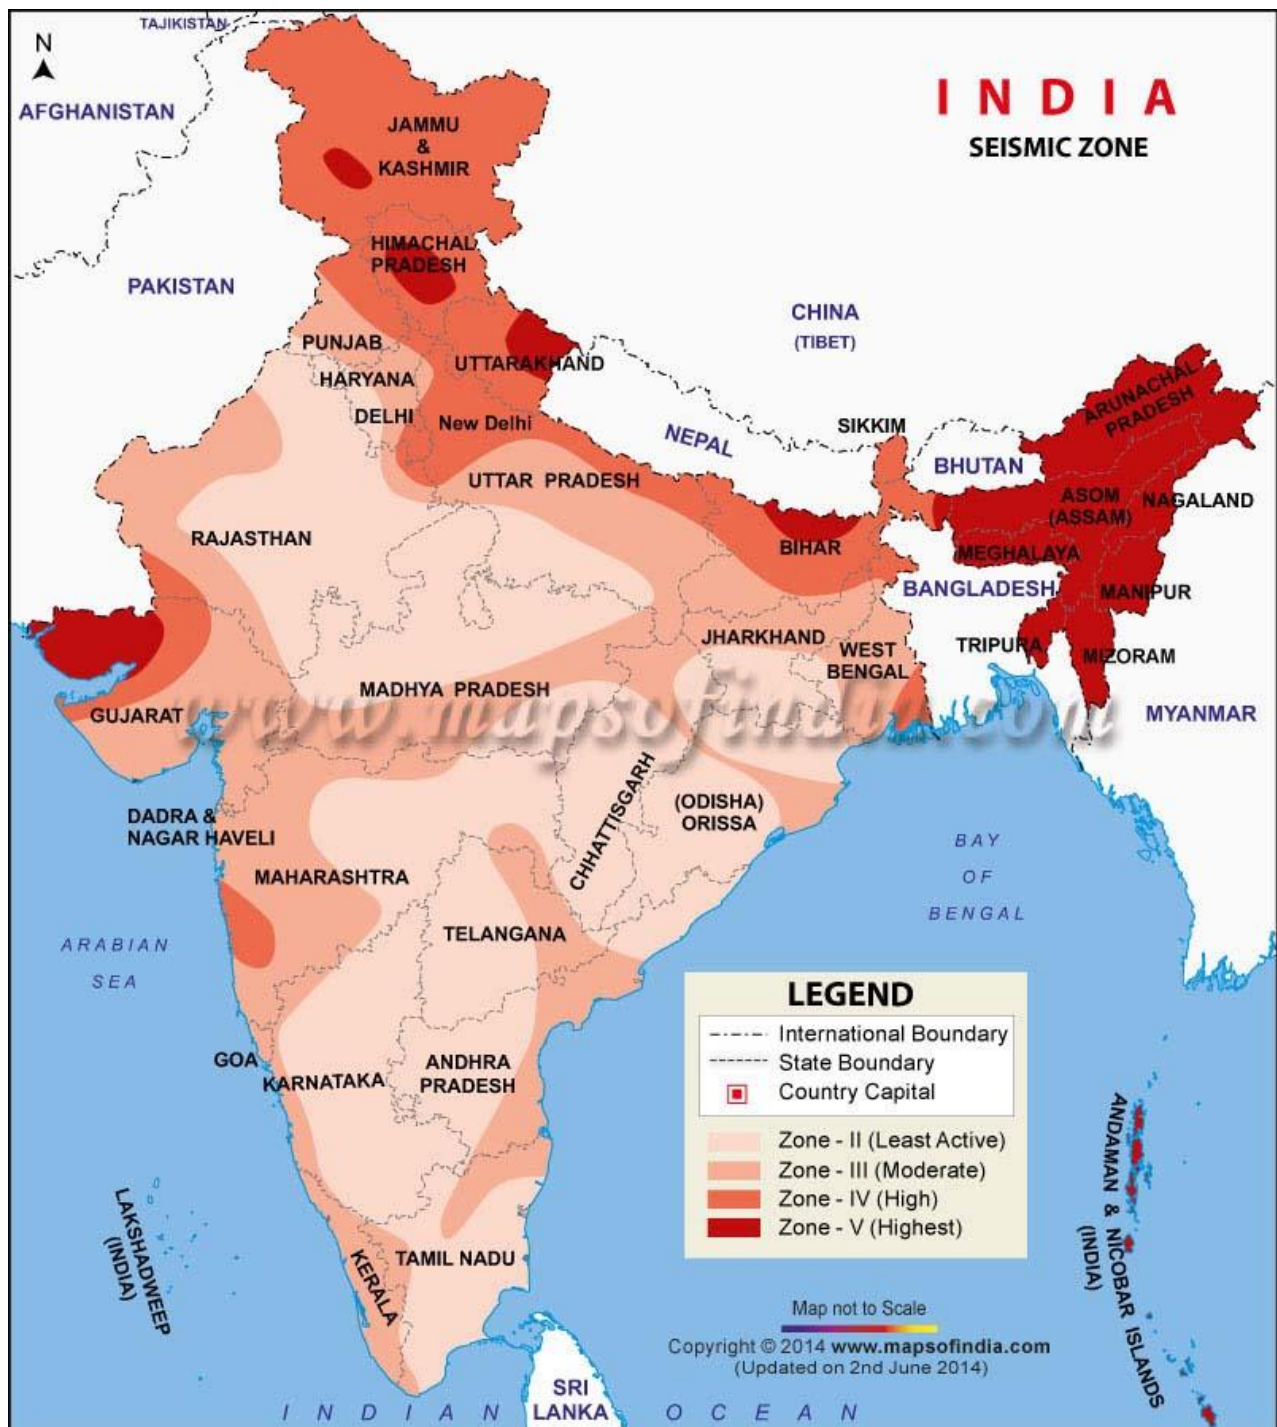 TAJIKISTAN
N
AFGHANISTAN
INDIA
SEISMIC ZONE
JAMMU
&
KASHMIR
HIMACHAL
PRADESH
PAKISTAN
CHINA
(TIBET)
PUNJAB
UTTARAKHAND
HARYANA
DELHI
New Delhi
NEPAL
SIKKIM
BHUTAN
ARUNACHAL
PRADESH
UTTAR PRADESH
ASOM
(ASSAM)
NAGALAND
RAJASTHAN
BIHAR
MEGHALAYA
BANGLADESH
MANIPUR
JHARKHAND
WEST
BENGAL
TRIPURA
MIZORAM
MADHYA PRADESH
GUJARAT
www.mapsofindia.com
MYANMAR
CHHATTISGARH
(ODISHA)
ORISSA
DADRA &
NAGAR HAVELI
MAHARASHTRA
BAY
OF
BENGAL
ARABIAN
SEA
TELANGANA
GOA
KARNATAKA
ANDHRA
PRADESH
LEGEND
International Boundary
State Boundary
Country Capital
Zone - II (Least Active)
Zone - III (Moderate)
Zone - IV (High)
Zone - V (Highest)
ANDAMAN & NICOBAR ISLANDS
(INDIA)
LAKSHADWEEP
(INDIA)
KERALA
TAMIL NADU
Map not to Scale
Copyright © 2014 www.mapsofindia.com
(Updated on 2nd June 2014)
SRI
LANKA
INDIAN OCEAN